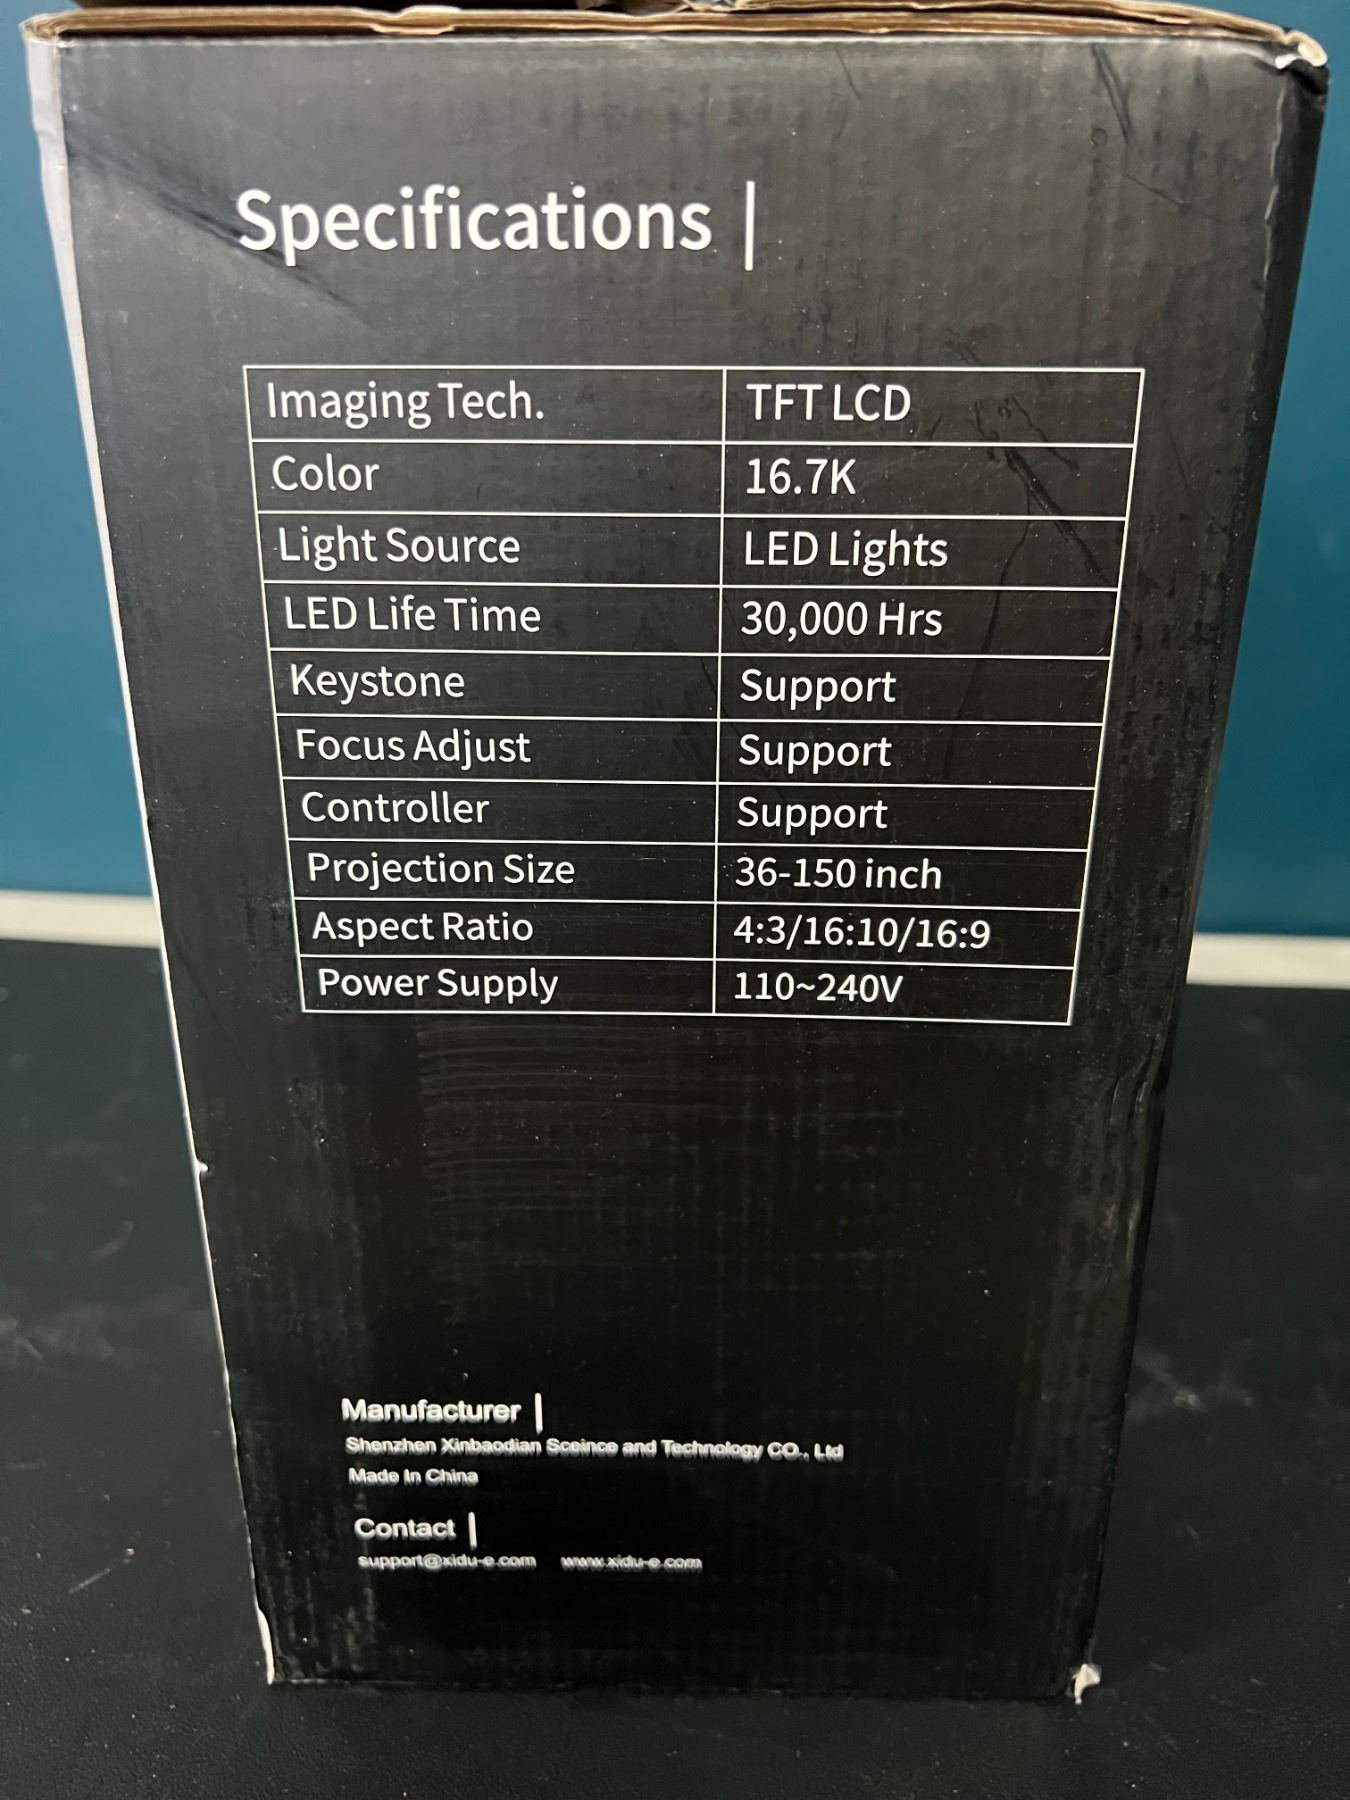 Specifications |
Imaging Tech. TFT LCD
Color 16.7K
Light Source LED Lights
LED Life Time 30,000 Hrs
Keystone Support
Focus Adjust Support
Controller Support
Projection Size 36-150 inch
Aspect Ratio 4:3/16:10/16:9
Power Supply 110~240V
Manufacturer |
Shenzhen Xinbaodian Sceince and Technology CO., Ltd
Made In China
Contact |
support@xidu-e.com www.xidu-e.com